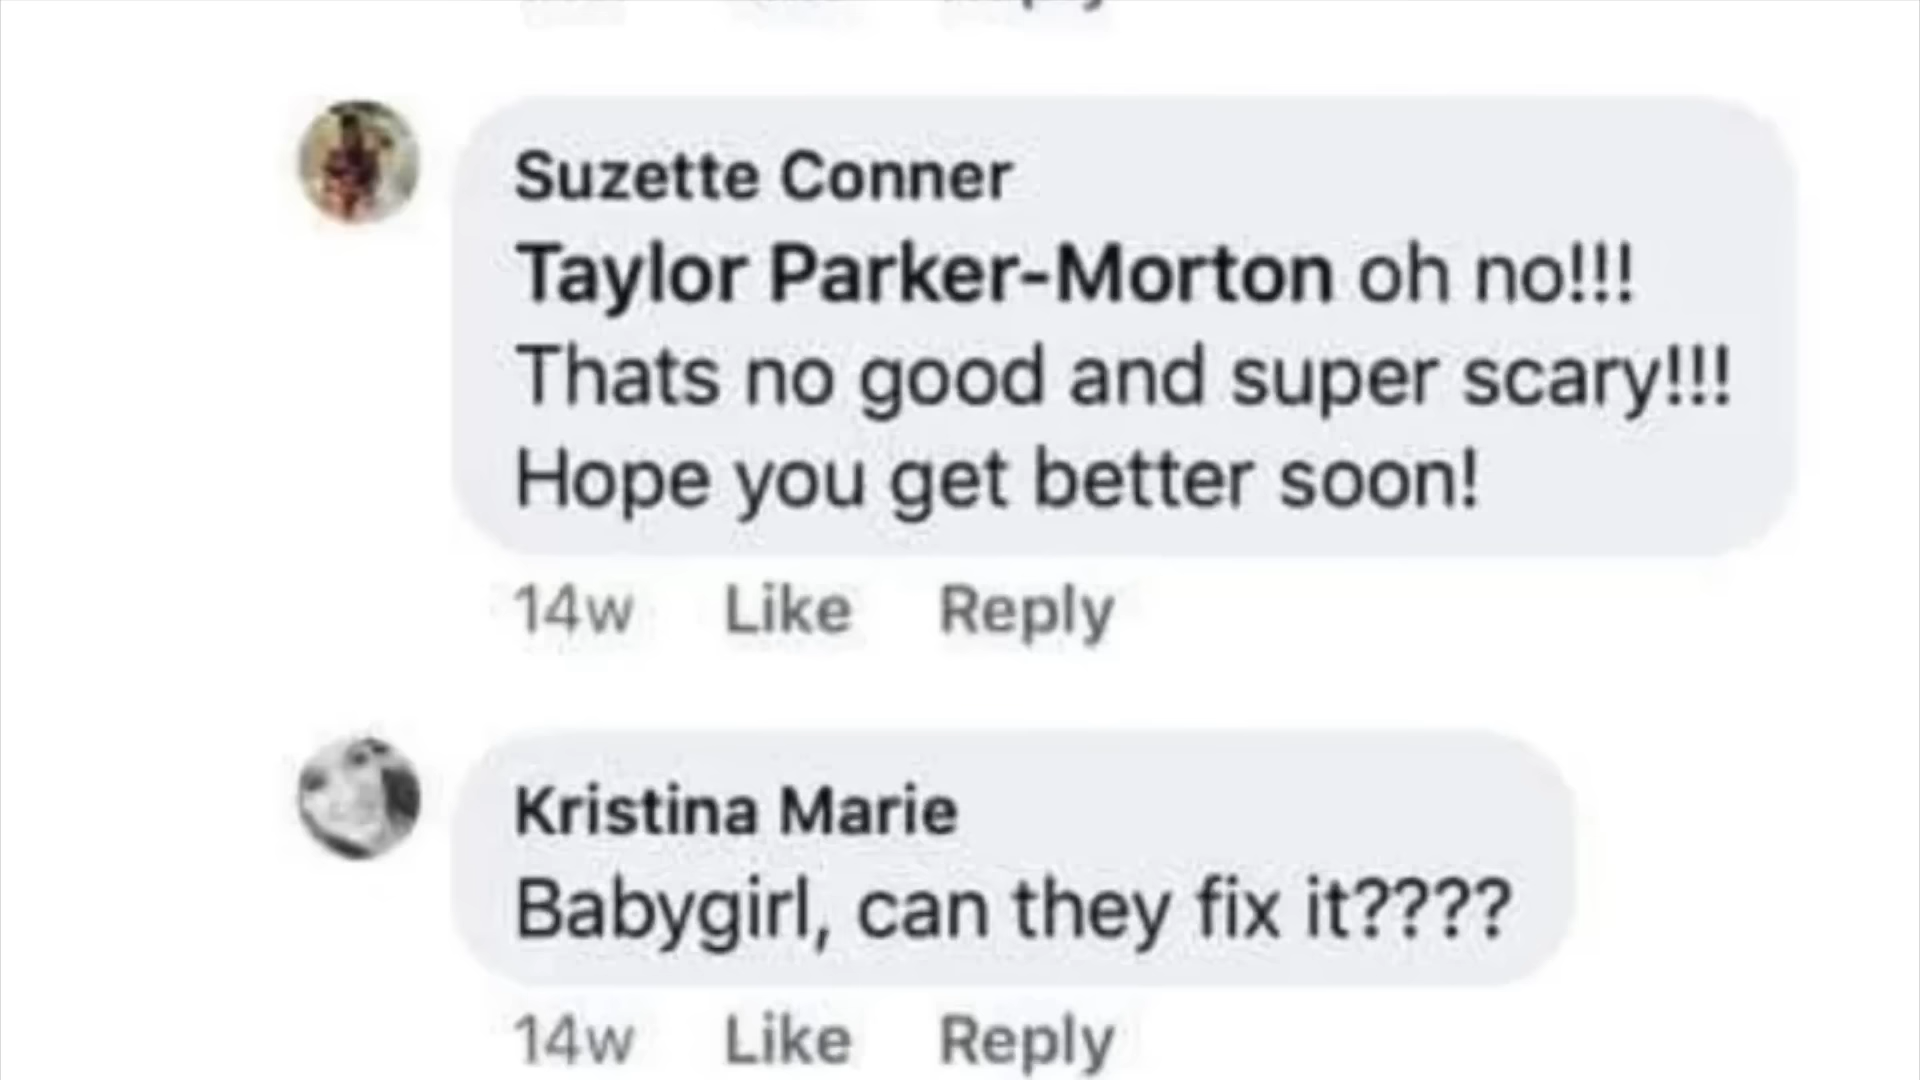 Suzette Conner
Taylor Parker-Morton oh no!!!
Thats no good and super scary!!!
Hope you get better soon!
14w Like Reply
Kristina Marie
Babygirl, can they fix it????
14w Like Reply